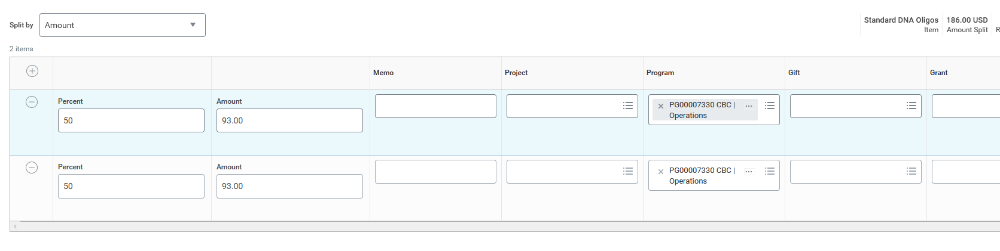 Split by
Amount
Standard DNA Oligos
186.00 USD
Item
Amount Split
R
2 items
Memo
Project
Program
Gift
Grant
Percent
Amount
50
93.00
PG00007330 CBC |
Operations
Percent
Amount
50
93.00
PG00007330 CBC |
Operations